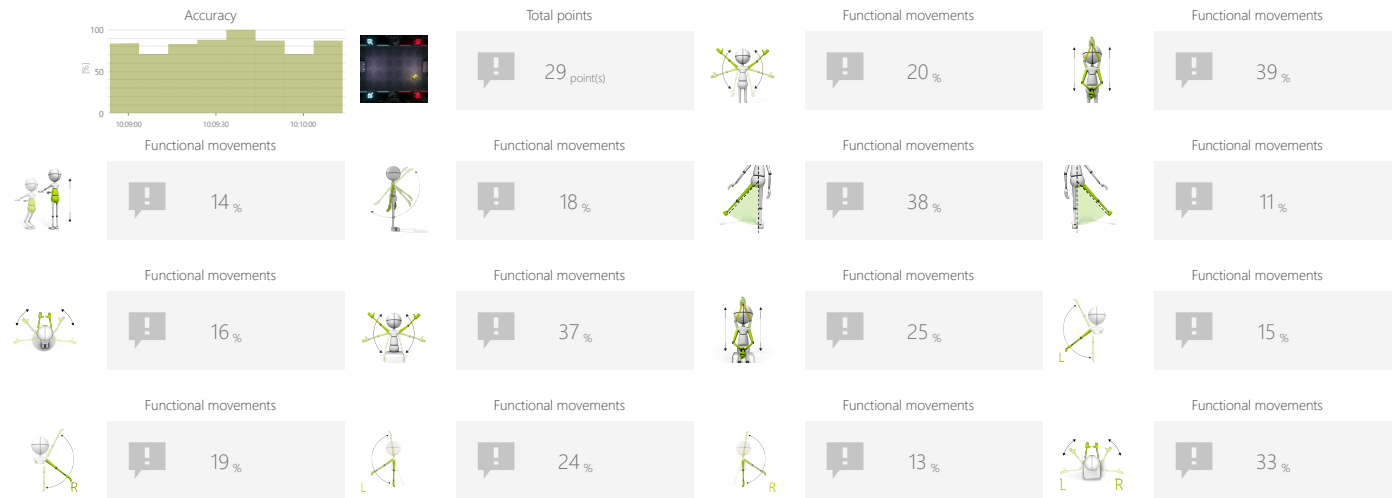 Accuracy
Total points
Functional movements
Functional movements
100
50
0
[%]
10:09:00
10:09:30
10:10:00
29 point(s)
20 %
39 %
Functional movements
Functional movements
Functional movements
Functional movements
14 %
18 %
38 %
11 %
Functional movements
Functional movements
Functional movements
Functional movements
16 %
37 %
25 %
15 %
L
Functional movements
Functional movements
Functional movements
Functional movements
19 %
24 %
13 %
33 %
R
L
R
L R